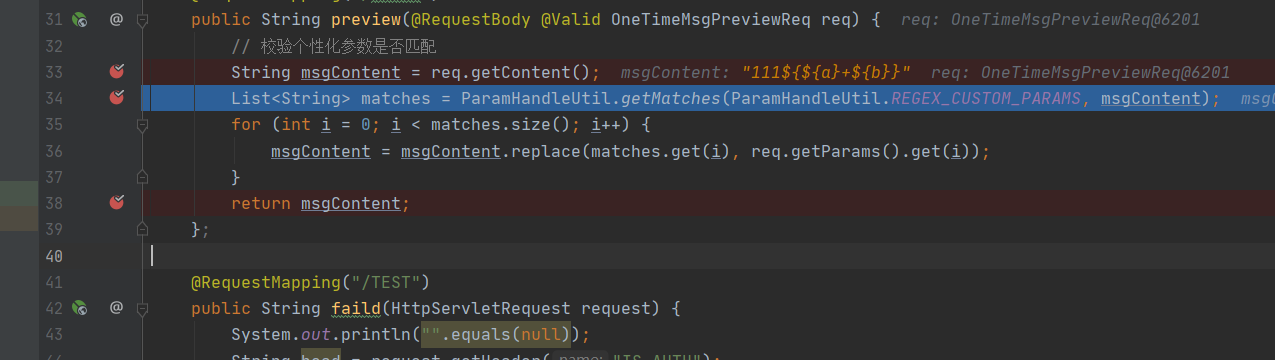 31 @ public String preview(@RequestBody @Valid OneTimeMsgPreviewReq req) { req: OneTimeMsgPreviewReq@6201
32 // 校验个性化参数是否匹配
33 String msgContent = req.getContent(); msgContent: "111${${a}+${b}}" req: OneTimeMsgPreviewReq@6201
34 List<String> matches = ParamHandleUtil.getMatches(ParamHandleUtil.REGEX_CUSTOM_PARAMS, msgContent); msgC
35 for (int i = 0; i < matches.size(); i++) {
36 msgContent = msgContent.replace(matches.get(i), req.getParams().get(i));
37 }
38 return msgContent;
39 };
40
41 @RequestMapping("/TEST")
42 @ public String faild(HttpServletRequest request) {
43 System.out.println("".equals(null));